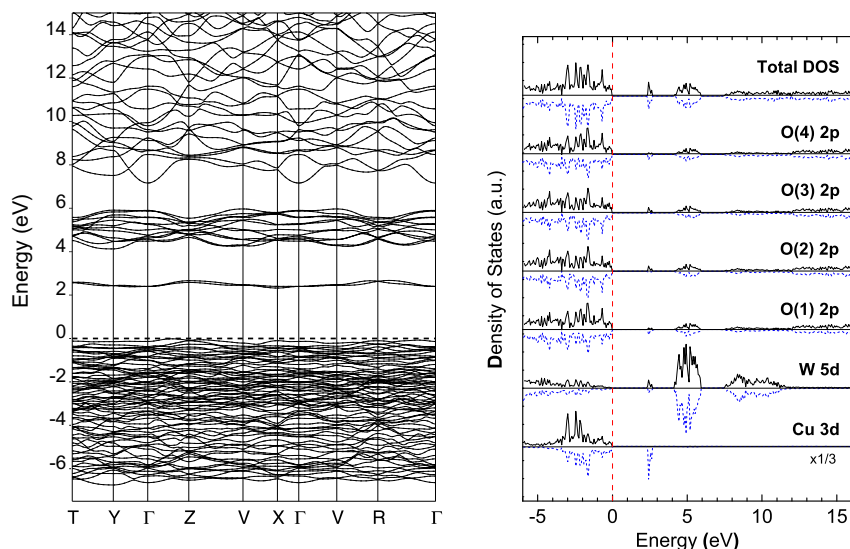 14
12
10
8
6
4
2
0
-2
-4
-6
Energy (eV)
T Y Γ Z V X Γ V R Γ
Total DOS
O(4) 2p
O(3) 2p
O(2) 2p
O(1) 2p
W 5d
Cu 3d
x1/3
Density of States (a.u.)
-5 0 5 10 15
Energy (eV)